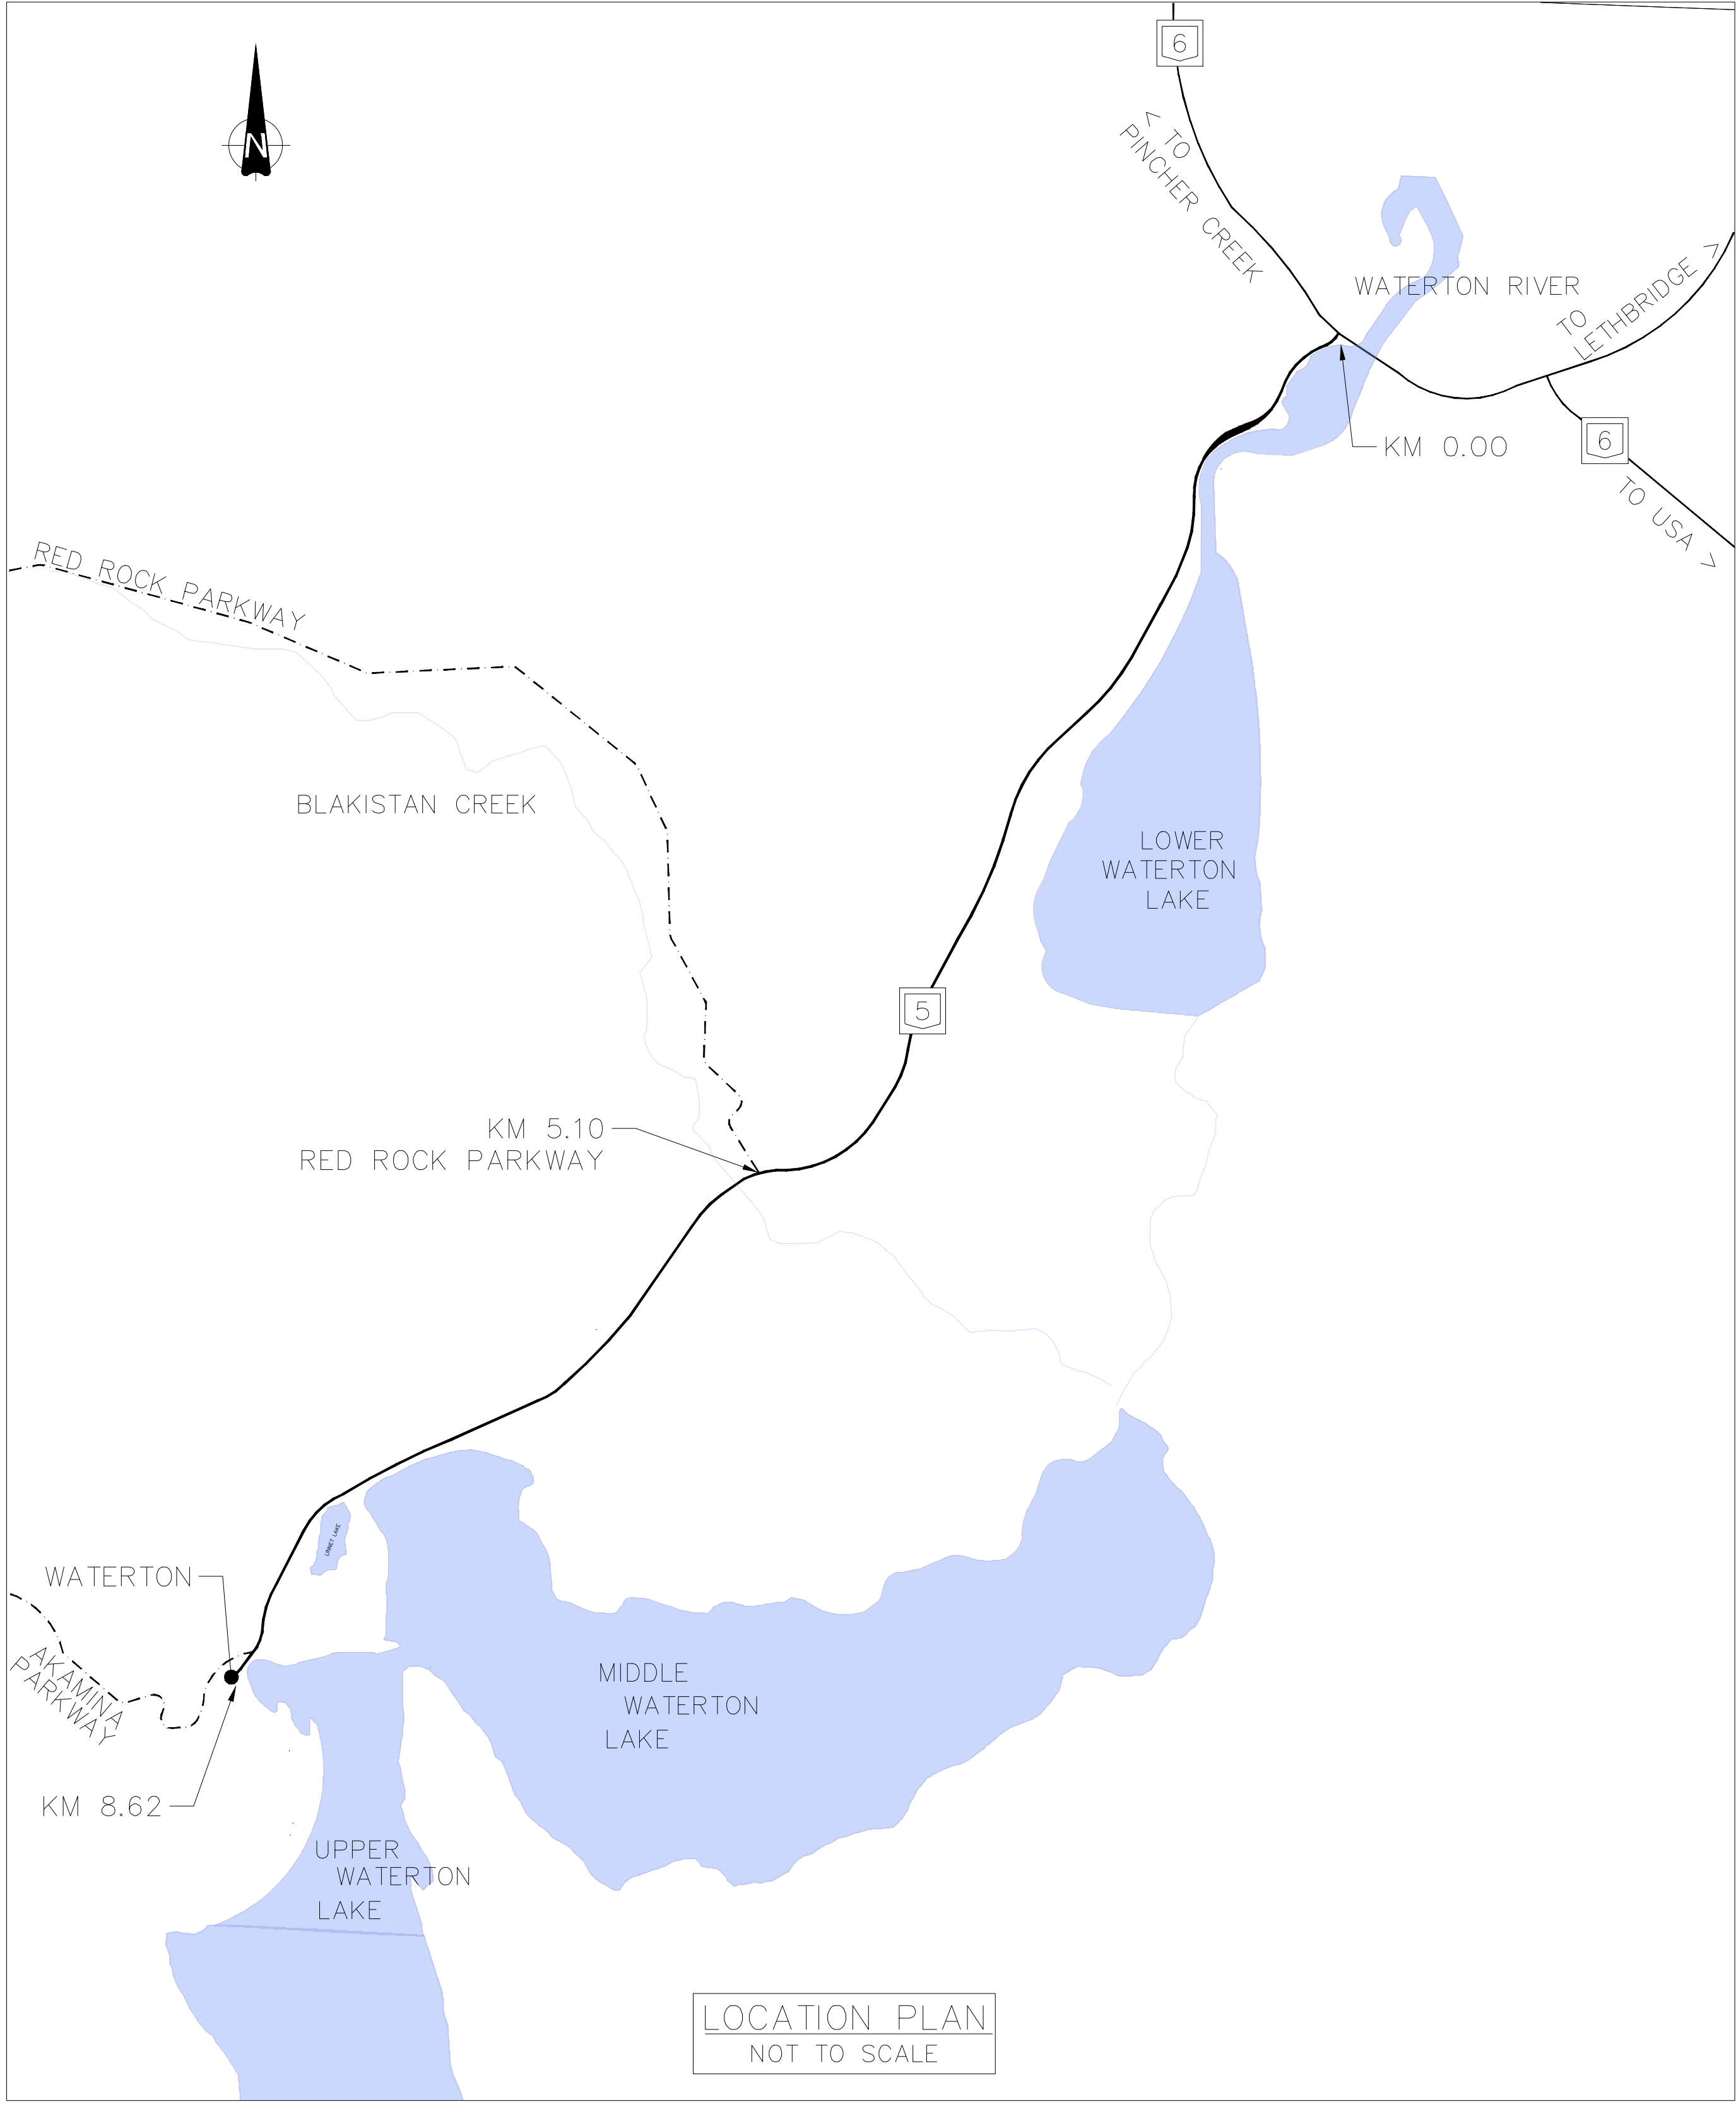 6
N
< TO
PINCHER CREEK
WATERTON RIVER
TO
LETHBRIDGE >
KM 0.00
6
TO USA >
RED ROCK PARKWAY
BLAKISTAN CREEK
LOWER
WATERTON
LAKE
5
KM 5.10
RED ROCK PARKWAY
LINNET LAKE
WATERTON
AKAMINA
PARKWAY
MIDDLE
WATERTON
LAKE
KM 8.62
UPPER
WATERTON
LAKE
LOCATION PLAN
NOT TO SCALE